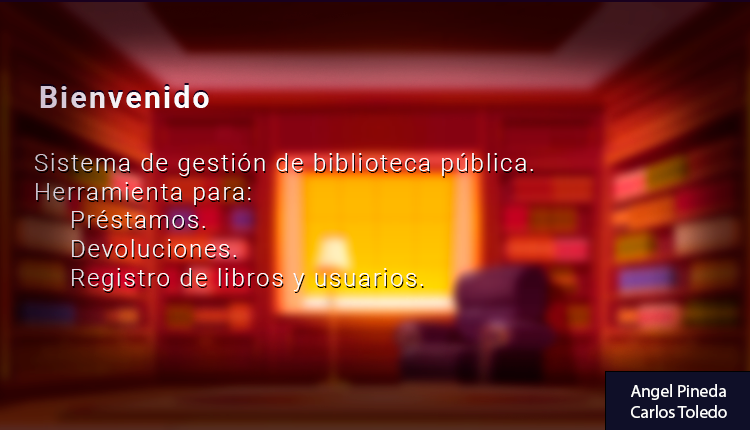 Bienvenido
Sistema de gestión de biblioteca pública.
Herramienta para:
Préstamos.
Devoluciones.
Registro de libros y usuarios.
Angel Pineda
Carlos Toledo